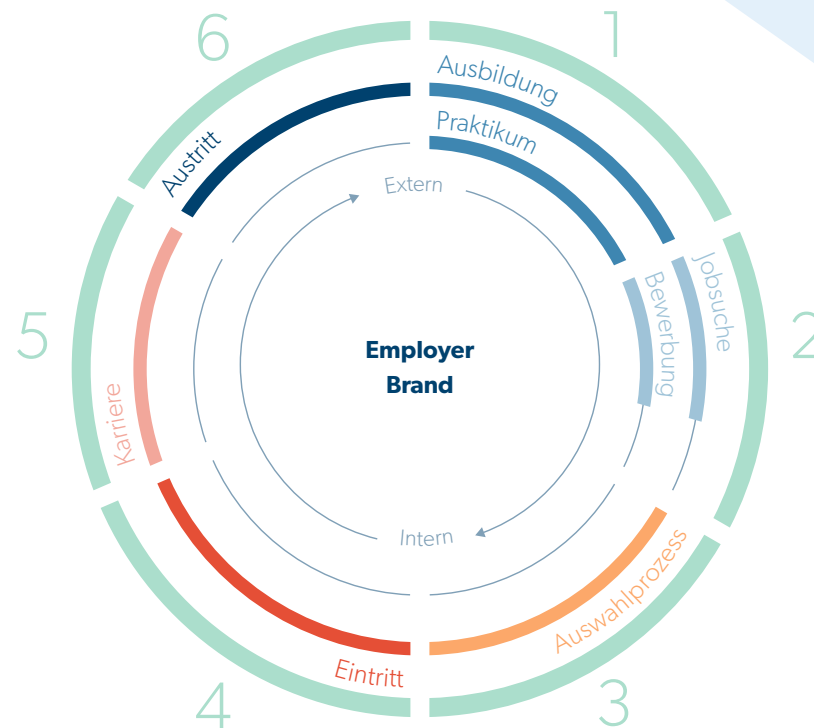 6
1
Ausbildung
Praktikum
Austritt
Extern
Jobsuche
Bewerbung
5
2
Employer
Brand
Karriere
Intern
Auswahlprozess
Eintritt
4
3